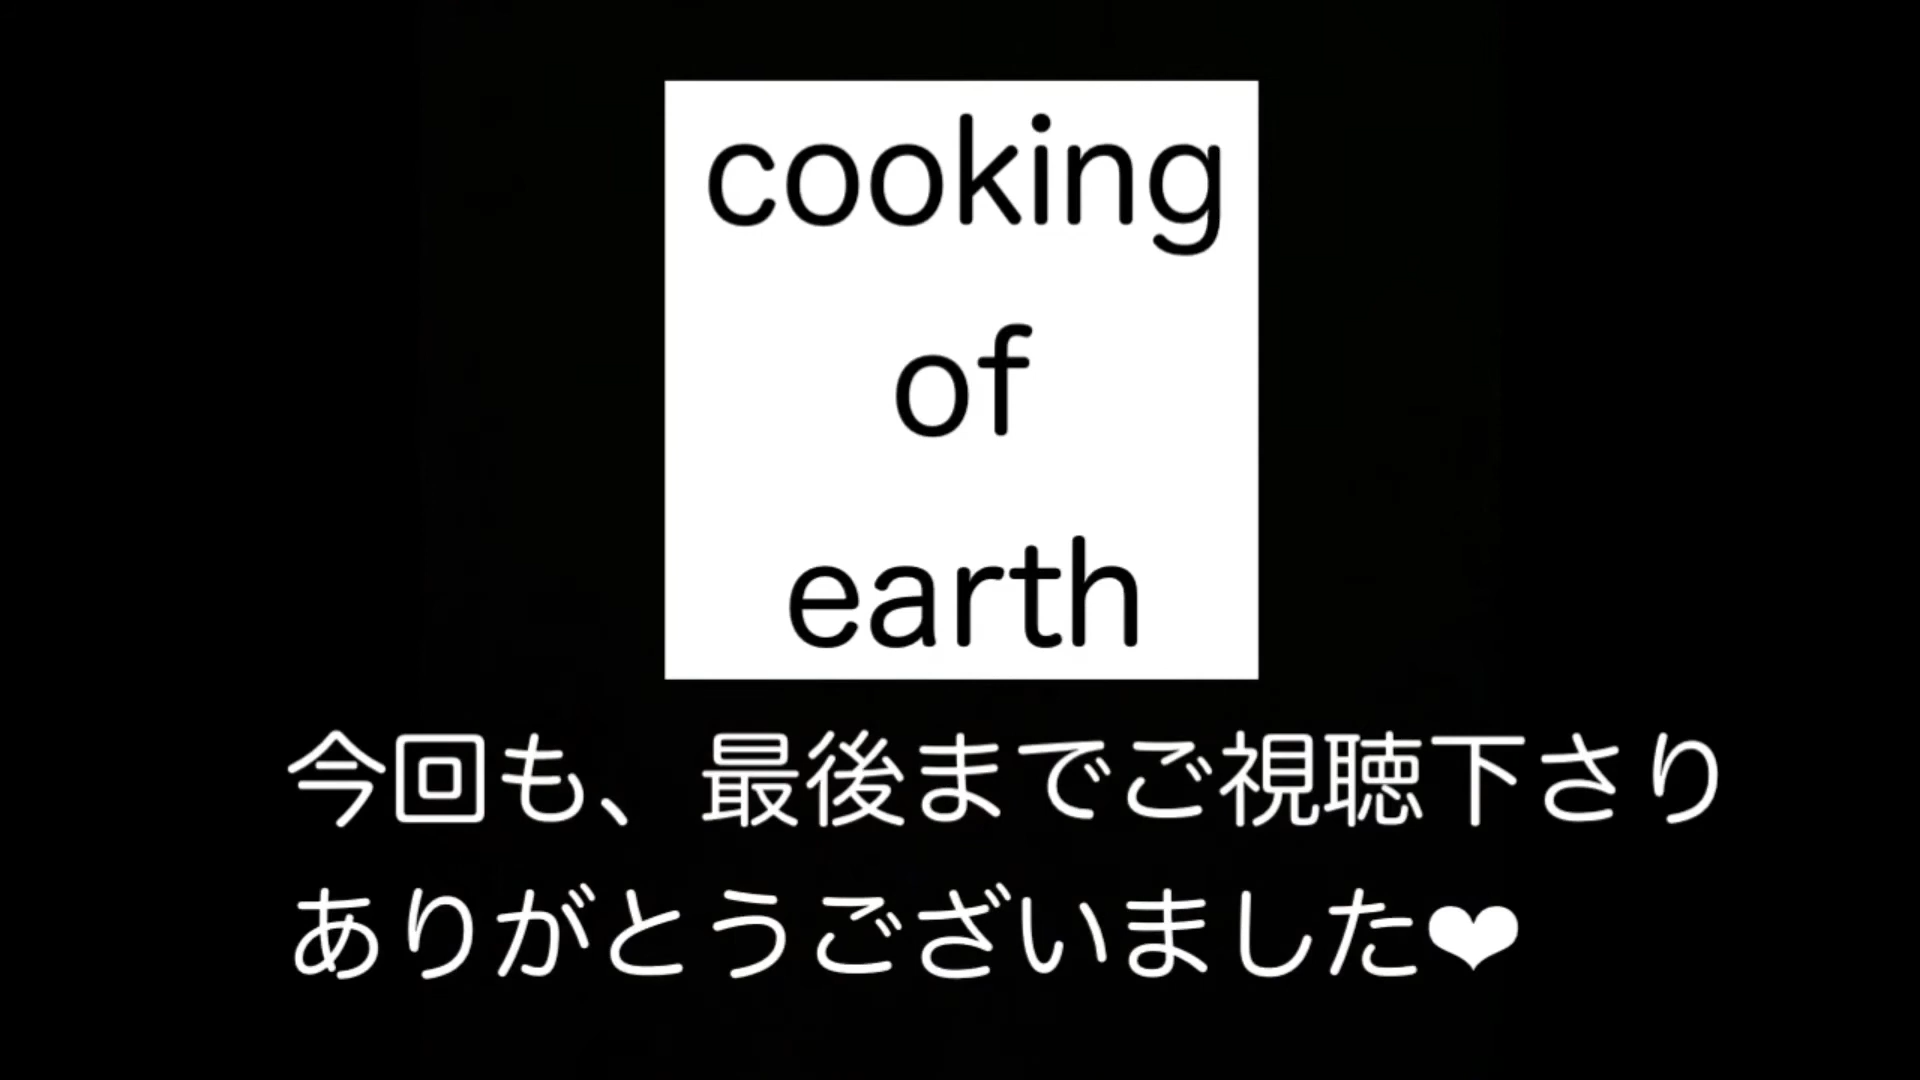 cooking
of
earth
今回も、最後までご視聴下さり
ありがとうございました❤